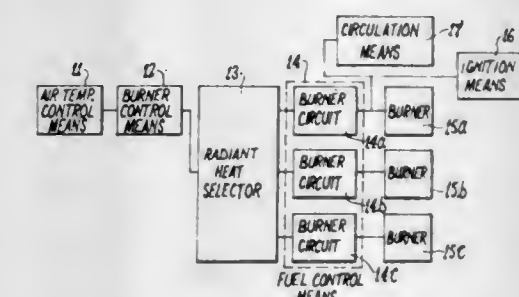 CIRCULATION
MEANS
17
16
IGNITION
MEANS
11
AIR TEMP.
CONTROL
MEANS
12
BURNER
CONTROL
MEANS
13
RADIANT
HEAT
SELECTOR
14
BURNER
CIRCUIT
14a
BURNER
15a
BURNER
CIRCUIT
14b
BURNER
15b
BURNER
CIRCUIT
14c
BURNER
15c
FUEL CONTROL
MEANS